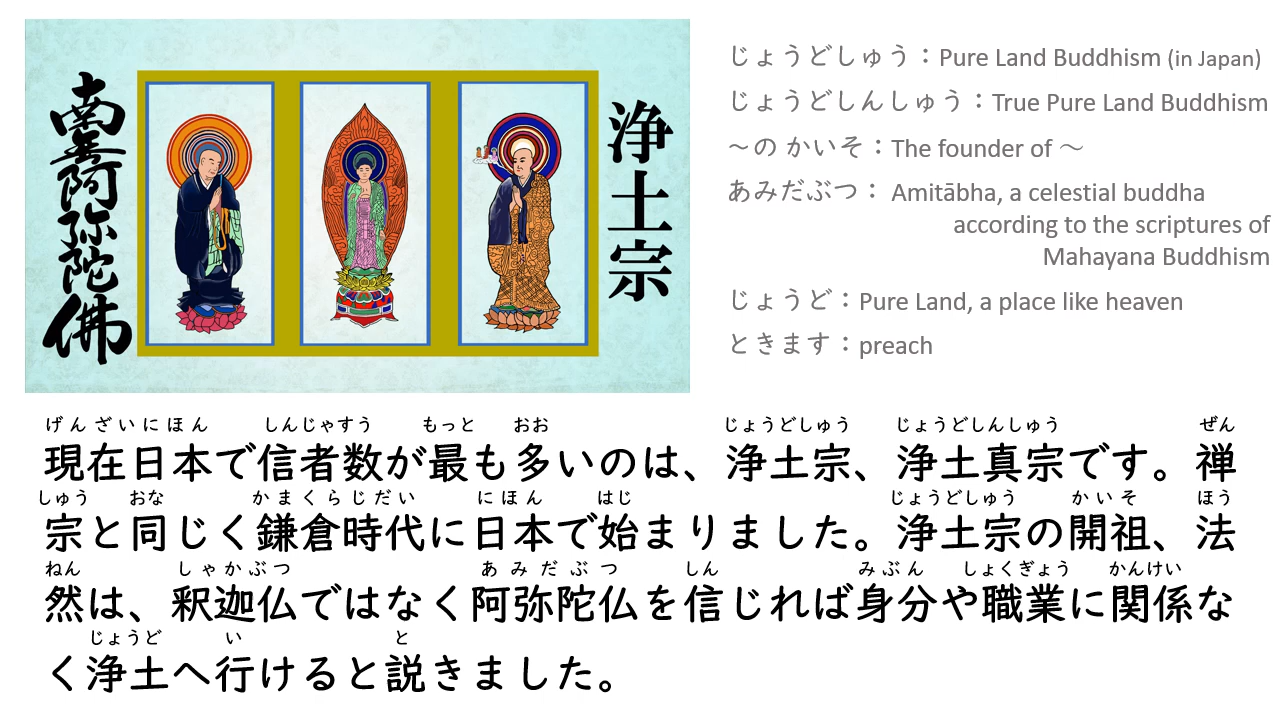 南無阿弥陀佛
浄土宗
じょうどしゅう：Pure Land Buddhism (in Japan)
じょうどしんしゅう：True Pure Land Buddhism
～の かいそ：The founder of ～
あみだぶつ： Amitābha, a celestial buddha
according to the scriptures of
Mahayana Buddhism
じょうど：Pure Land, a place like heaven
ときます：preach
げんざいにほん しんじゃすう もっと おお じょうどしゅう じょうどしんしゅう ぜん
現在日本で信者数が最も多いのは、浄土宗、浄土真宗です。禅
しゅう おな かまくらじだい にほん はじ じょうどしゅう かいそ ほう
宗と同じく鎌倉時代に日本で始まりました。浄土宗の開祖、法
ねん しゃかぶつ あみだぶつ しん みぶん しょくぎょう かんけい
然は、釈迦仏ではなく阿弥陀仏を信じれば身分や職業に関係な
じょうど い と
く浄土へ行けると説きました。